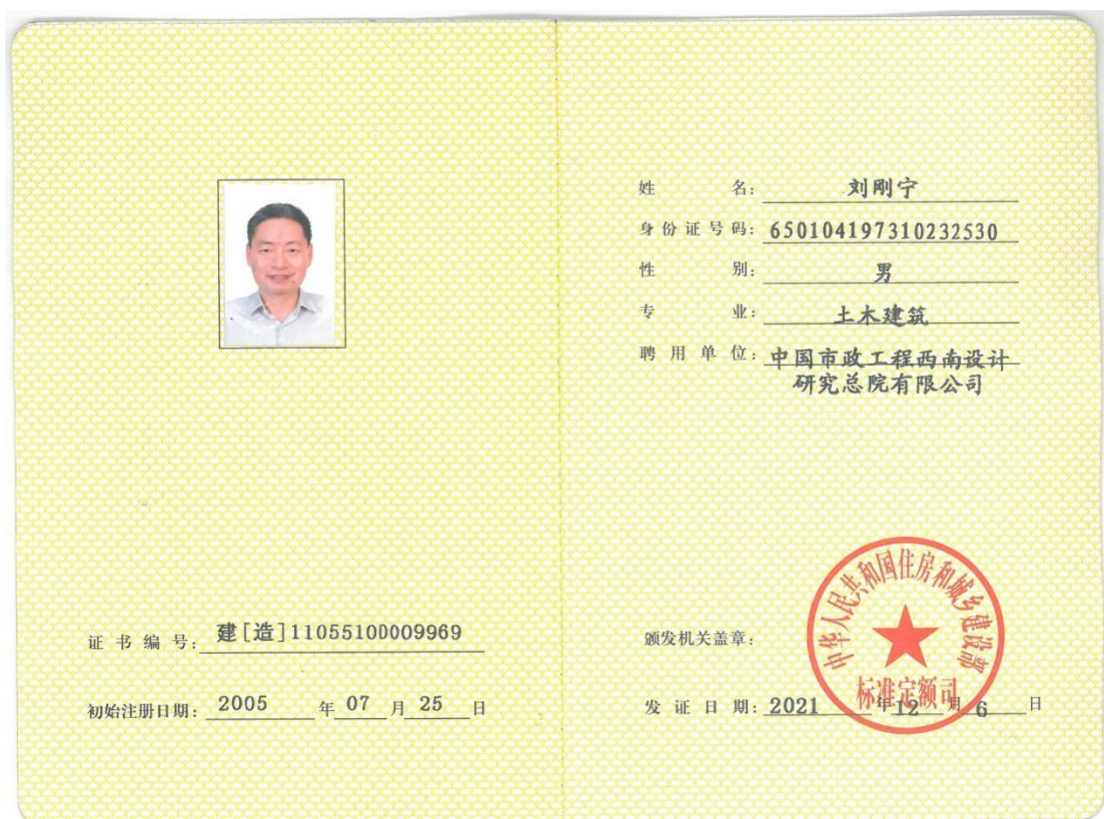 证书编号：建[造]11055100009969
初始注册日期：2005年07月25日
姓名：刘刚宁
身份证号码：650104197310232530
性别：男
专业：土木建筑
聘用单位：中国市政工程西南设计
研究总院有限公司
颁发机关盖章：
中华人民共和国住房和城乡建设部
标准定额司
发证日期：2021年12月6日